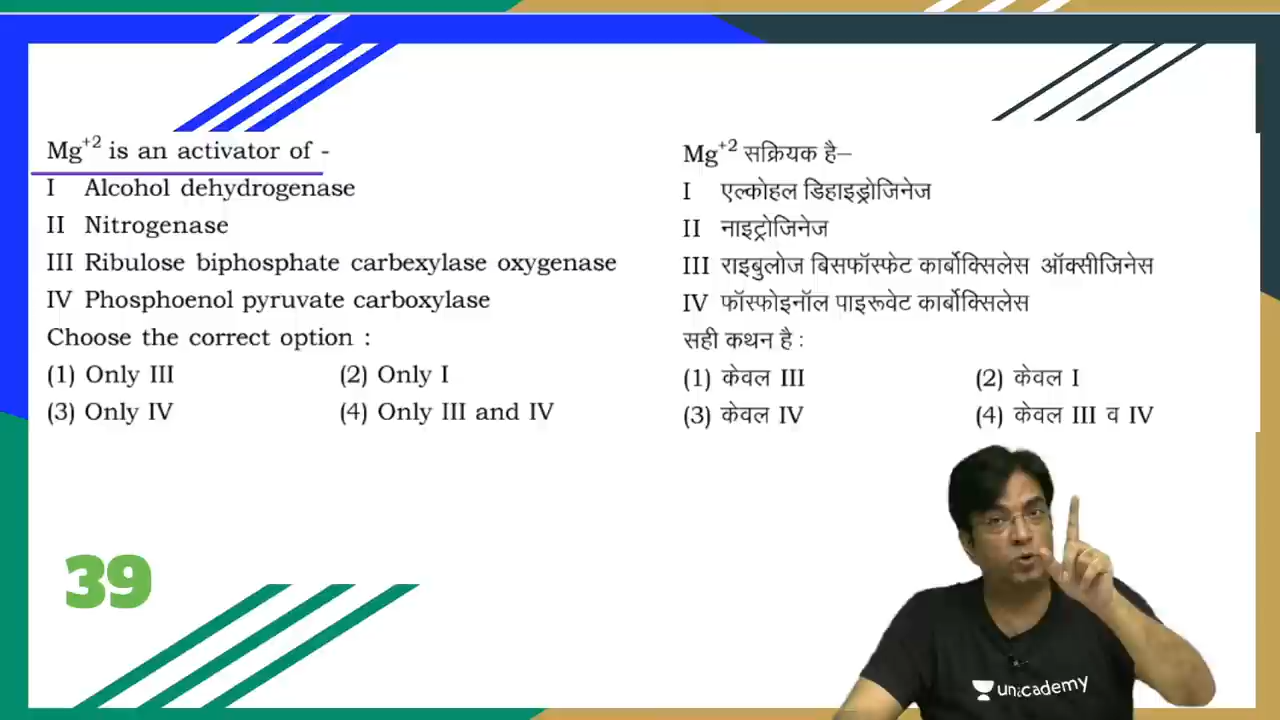 Mg+2 is an activator of -
I Alcohol dehydrogenase
II Nitrogenase
III Ribulose biphosphate carbexylase oxygenase
IV Phosphoenol pyruvate carboxylase
Choose the correct option :
(1) Only III (2) Only I
(3) Only IV (4) Only III and IV
Mg+2 सक्रियक है–
I एल्कोहल डिहाइड्रोजिनेज
II नाइट्रोजिनेज
III राइबुलोज बिसफॉस्फेट कार्बोक्सिलेस ऑक्सीजिनेस
IV फॉस्फोइनॉल पाइरूवेट कार्बोक्सिलेस
सही कथन है :
(1) केवल III (2) केवल I
(3) केवल IV (4) केवल III व IV
39
unacademy